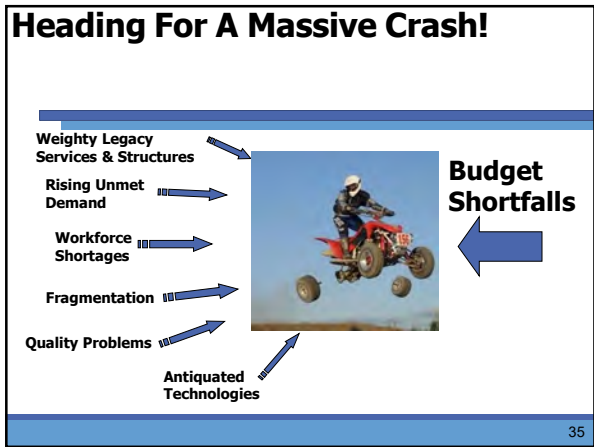 Heading For A Massive Crash!
Weighty Legacy
Services & Structures
Rising Unmet
Demand
Workforce
Shortages
Fragmentation
Quality Problems
Antiquated
Technologies
Budget
Shortfalls
35